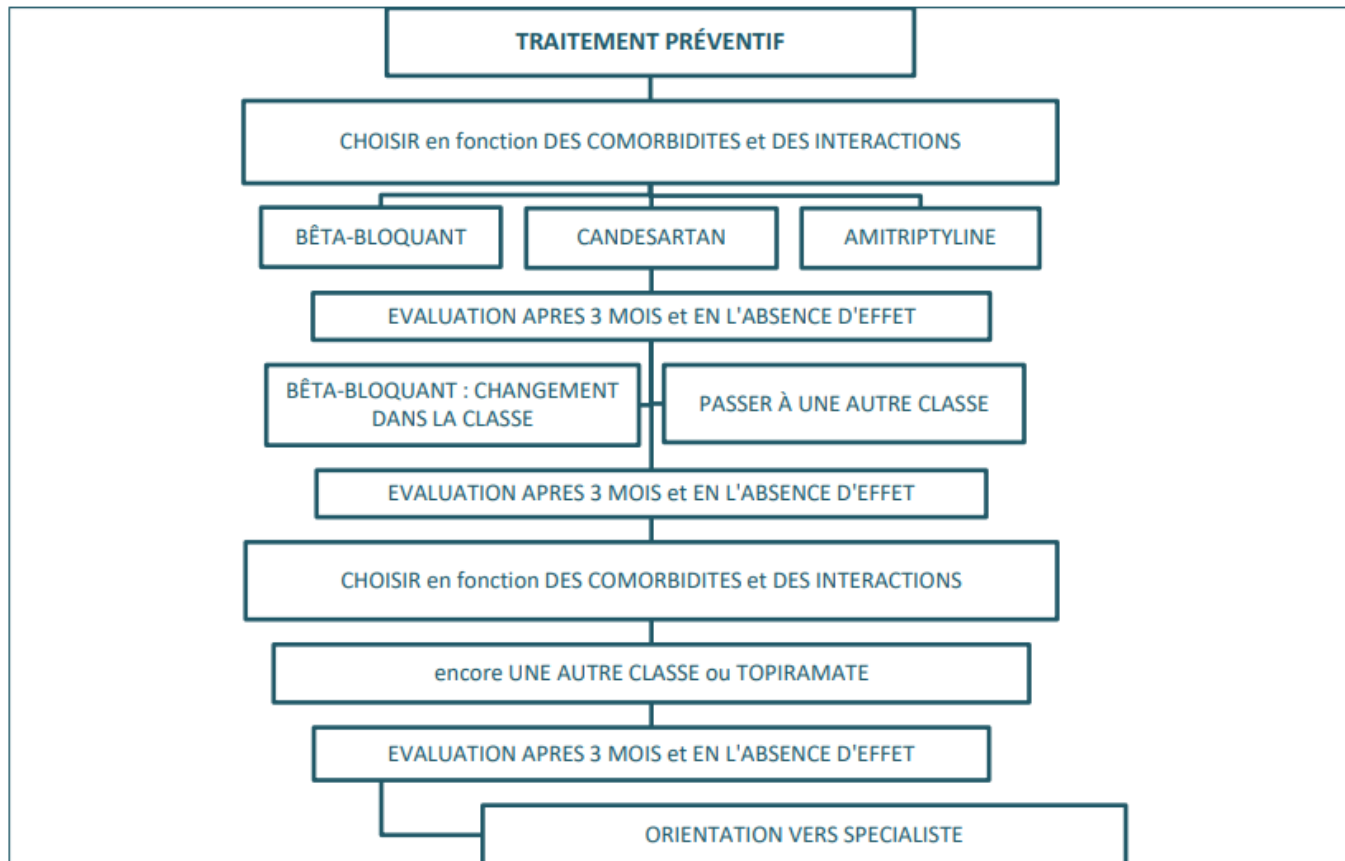 TRAITEMENT PRÉVENTIF
CHOISIR en fonction DES COMORBIDITES et DES INTERACTIONS
BÊTA-BLOQUANT
CANDESARTAN
AMITRIPTYLINE
EVALUATION APRES 3 MOIS et EN L'ABSENCE D'EFFET
BÊTA-BLOQUANT : CHANGEMENT
DANS LA CLASSE
PASSER À UNE AUTRE CLASSE
EVALUATION APRES 3 MOIS et EN L'ABSENCE D'EFFET
CHOISIR en fonction DES COMORBIDITES et DES INTERACTIONS
encore UNE AUTRE CLASSE ou TOPIRAMATE
EVALUATION APRES 3 MOIS et EN L'ABSENCE D'EFFET
ORIENTATION VERS SPECIALISTE